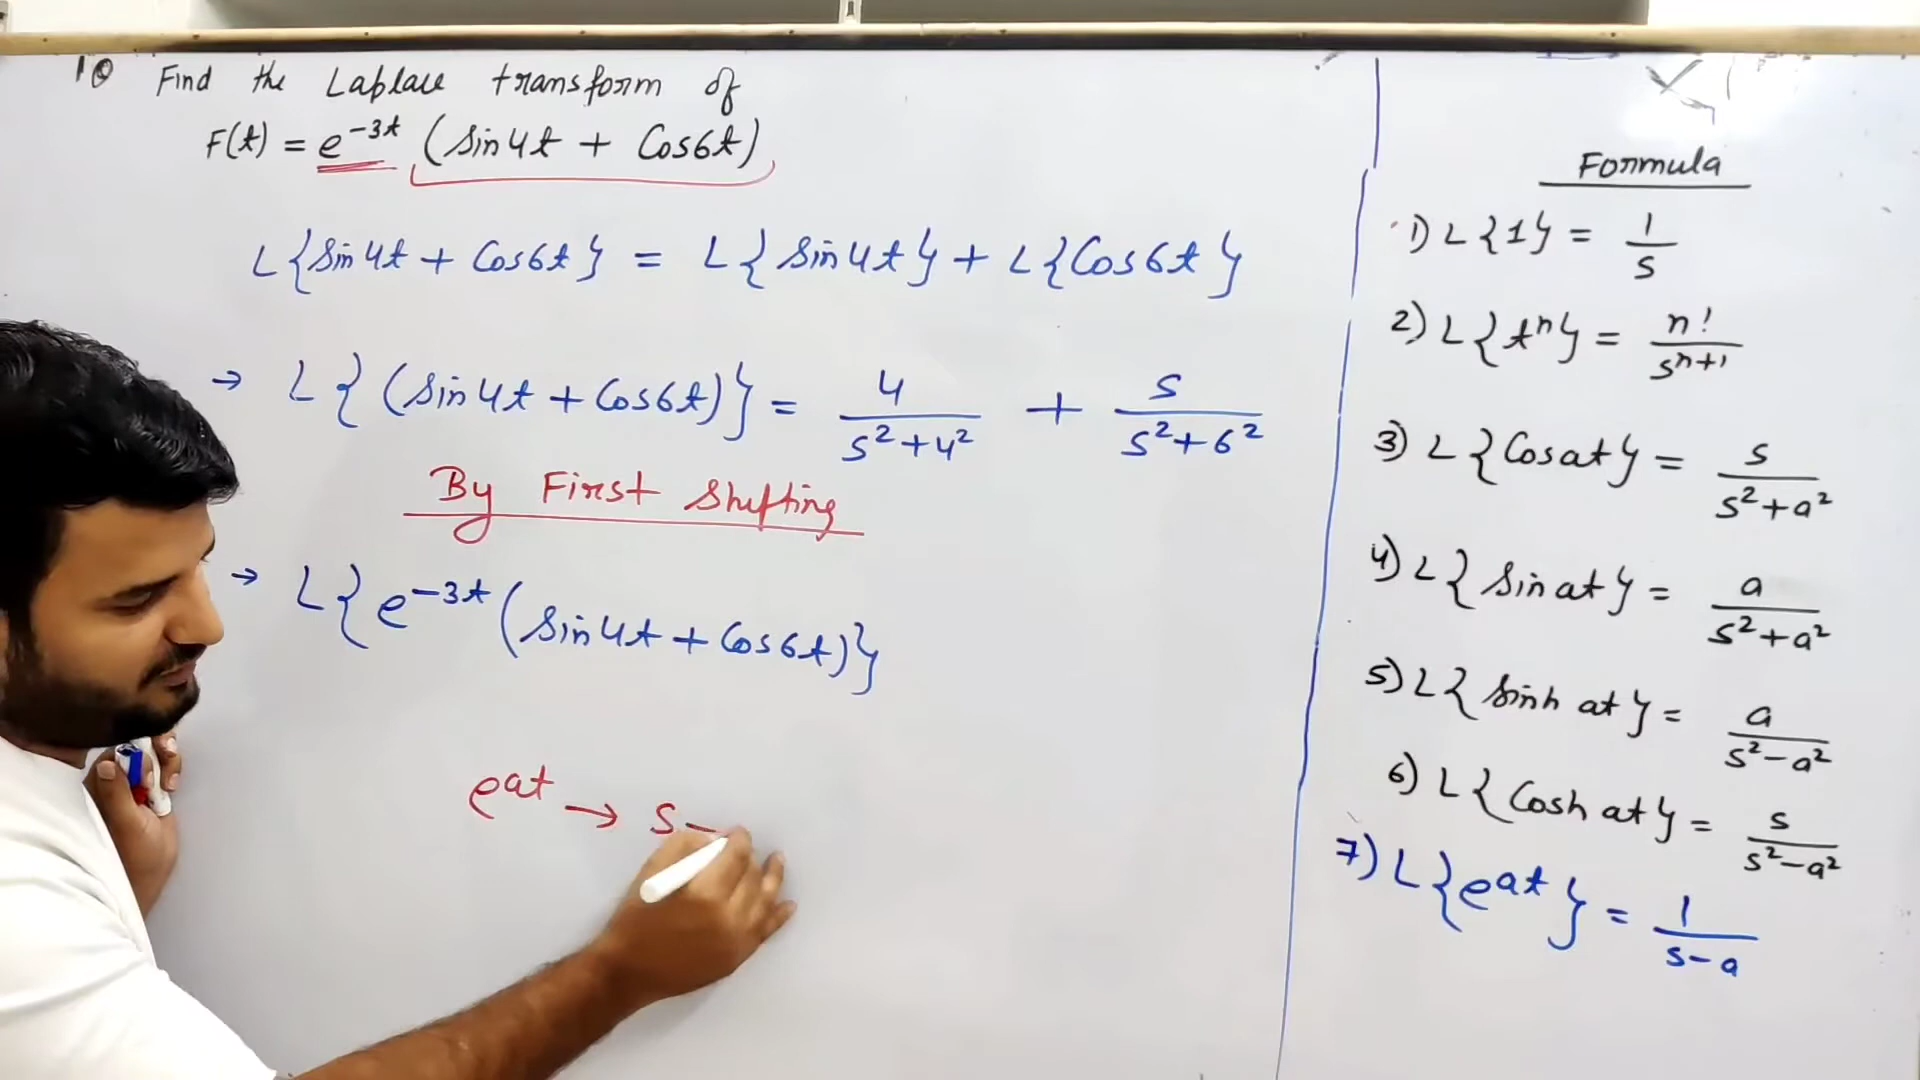 1Q Find the Laplace transform of
F(t) = e^-3t (Sin4t + Cos6t)
L{Sin4t + Cos6t} = L{Sin4t} + L{Cos6t}
→ L{(Sin4t + Cos6t)} = 4/(s²+4²) + s/(s²+6²)
By First Shifting
→ L{e^-3t (Sin4t + Cos6t)}
e^at → s-
Formula
1) L{1} = 1/s
2) L{t^n} = n!/s^(n+1)
3) L{Cosat} = s/(s²+a²)
4) L{Sinat} = a/(s²+a²)
5) L{Sinh at} = a/(s²-a²)
6) L{Cosh at} = s/(s²-a²)
7) L{e^at} = 1/(s-a)